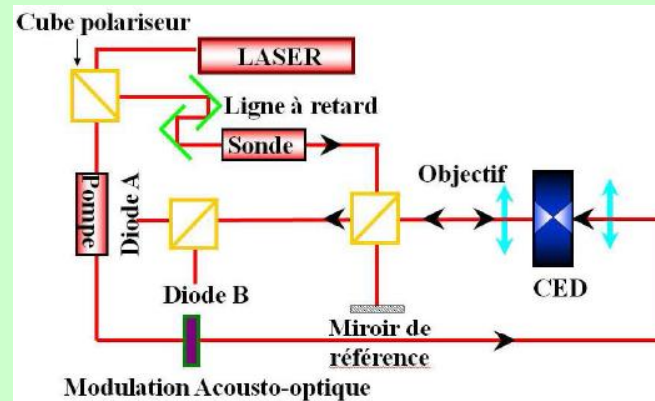 Cube polariseur
LASER
Ligne à retard
Sonde
Objectif
Pompe
Diode A
Diode B
CED
Miroir de
référence
Modulation Acousto-optique